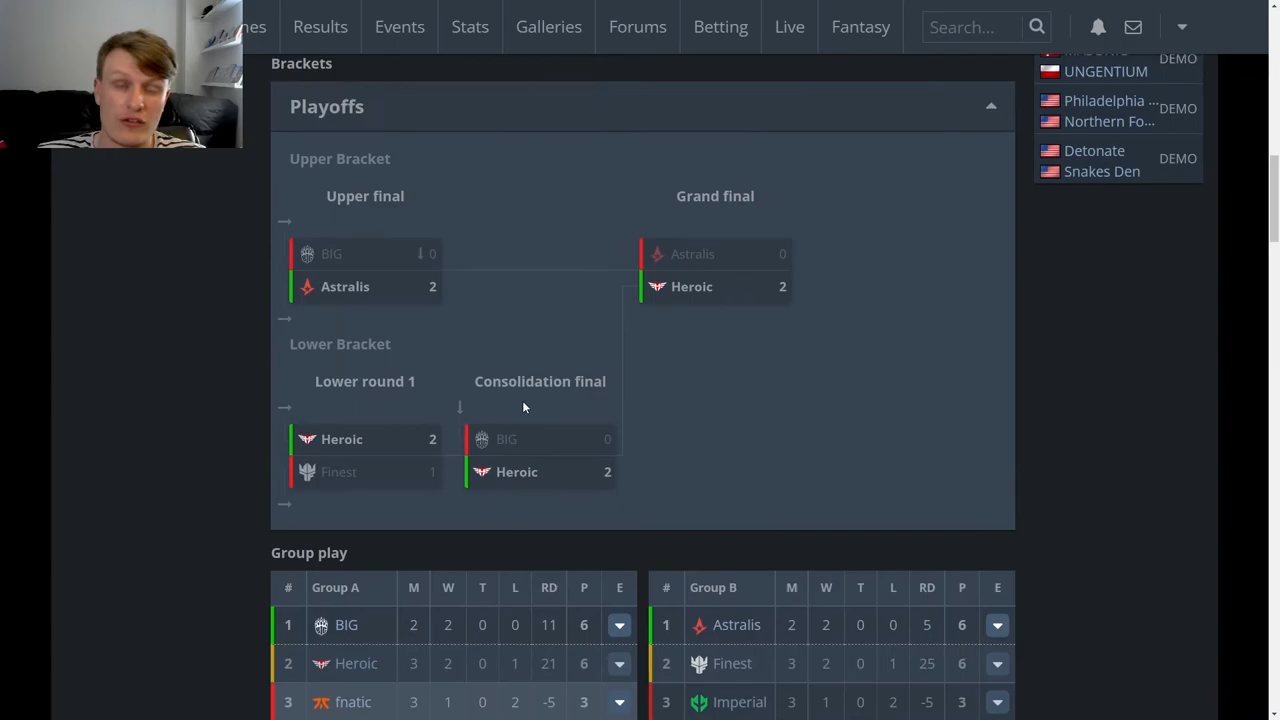 nes Results Events Stats Galleries Forums Betting Live Fantasy Search...
Brackets
DEMO
UNGENTIUM
Philadelphia ... DEMO
Northern Fo...
Detonate DEMO
Snakes Den
Playoffs
Upper Bracket
Upper final Grand final
BIG 0
Astralis 2
Astralis 0
Heroic 2
Lower Bracket
Lower round 1 Consolidation final
Heroic 2
Finest 1
BIG 0
Heroic 2
Group play
# Group A M W T L RD P E
1 BIG 2 2 0 0 11 6
2 Heroic 3 2 0 1 21 6
3 fnatic 3 1 0 2 -5 3
# Group B M W T L RD P E
1 Astralis 2 2 0 0 5 6
2 Finest 3 2 0 1 25 6
3 Imperial 3 1 0 2 -5 3